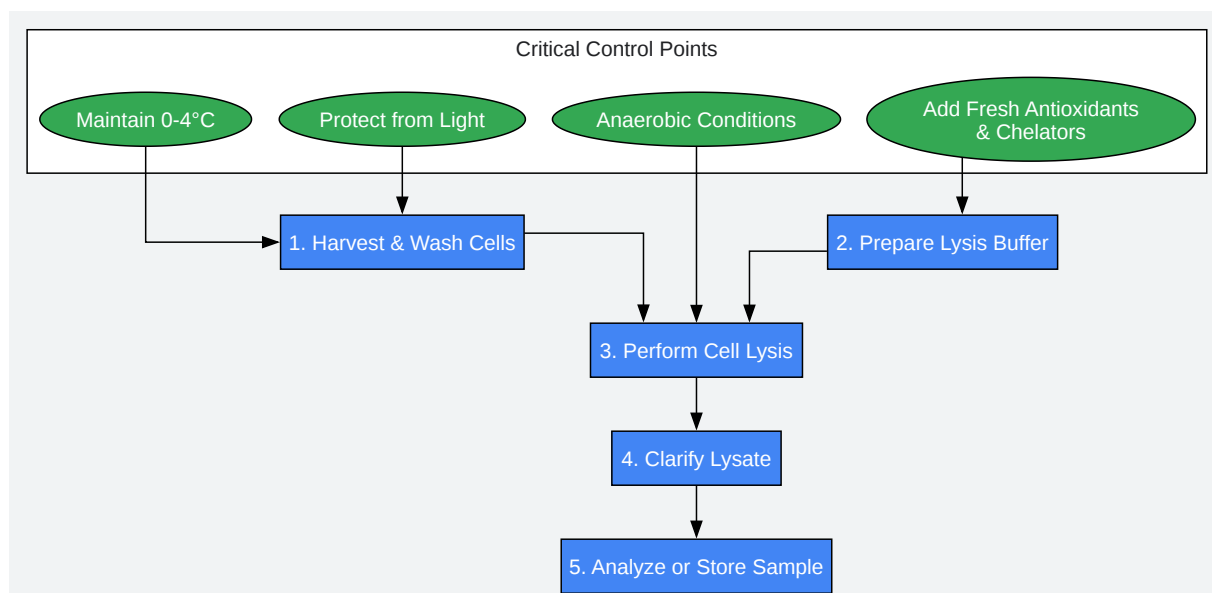 Critical Control Points
Maintain 0-4°C
Protect from Light
Anaerobic Conditions
Add Fresh Antioxidants
& Chelators
1. Harvest & Wash Cells
2. Prepare Lysis Buffer
3. Perform Cell Lysis
4. Clarify Lysate
5. Analyze or Store Sample